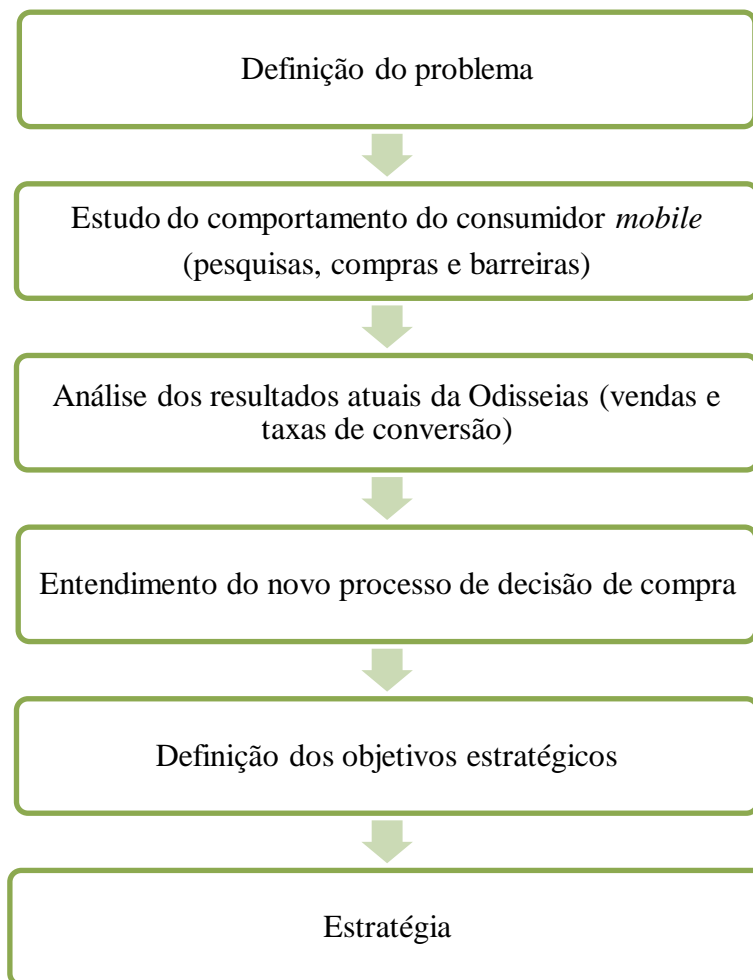 Definição do problema
Estudo do comportamento do consumidor mobile
(pesquisas, compras e barreiras)
Análise dos resultados atuais da Odisseias (vendas e
taxas de conversão)
Entendimento do novo processo de decisão de compra
Definição dos objetivos estratégicos
Estratégia